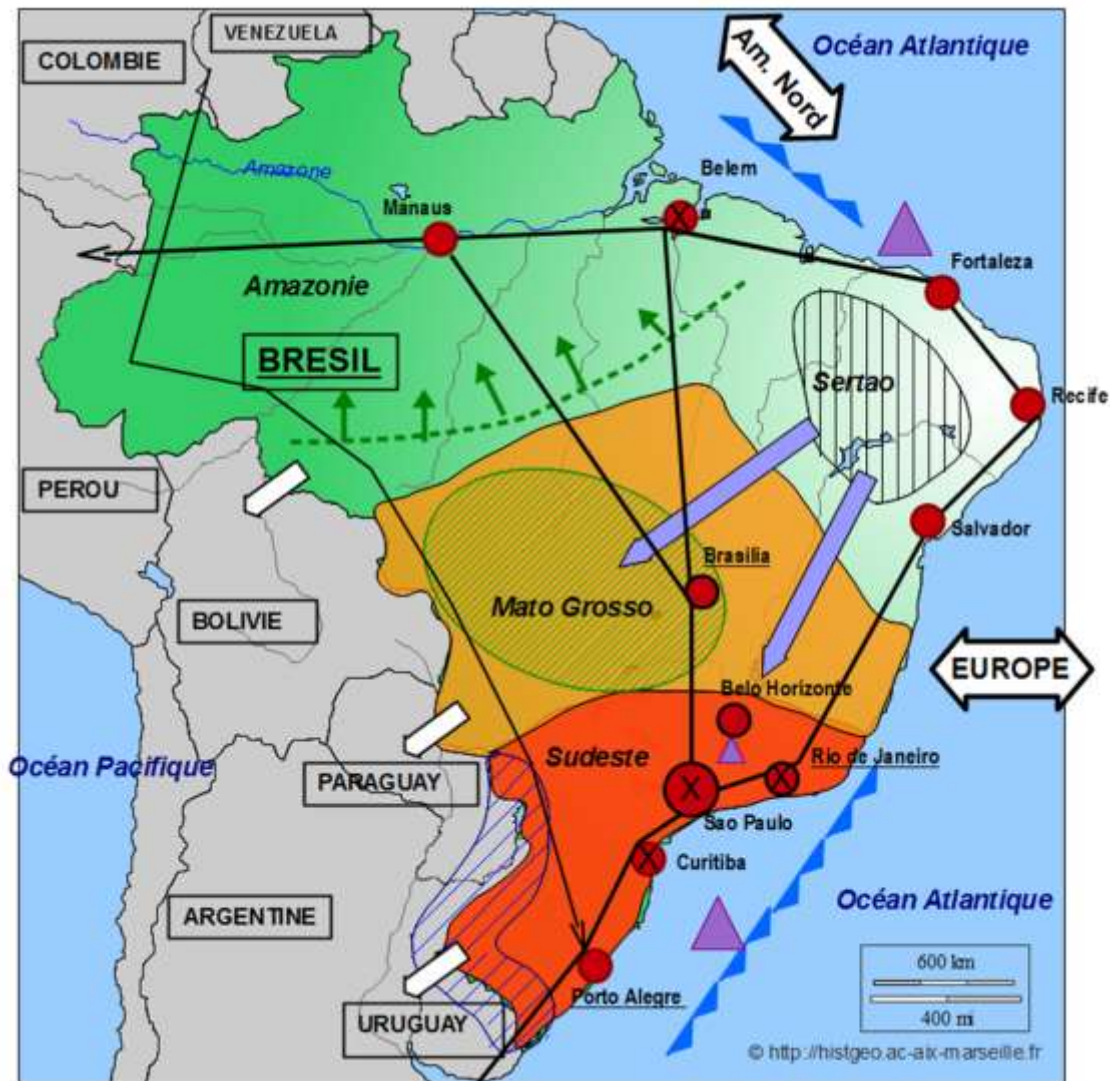 VENEZUELA
COLOMBIE
Am. Nord
Océan Atlantique
Amazone
Belem
Manaus
Fortaleza
Amazonie
BRESIL
Sertao
Recife
PEROU
Salvador
Brasilia
Mato Grosso
BOLIVIE
EUROPE
Belo Horizonte
Océan Pacifique
Sudeste
Rio de Janeiro
PARAGUAY
X
X
Sao Paulo
X
Curitiba
X
ARGENTINE
Océan Atlantique
600 km
400 mi
Porto Alegre
URUGUAY
© http://histgeo.ac-aix-marseille.fr